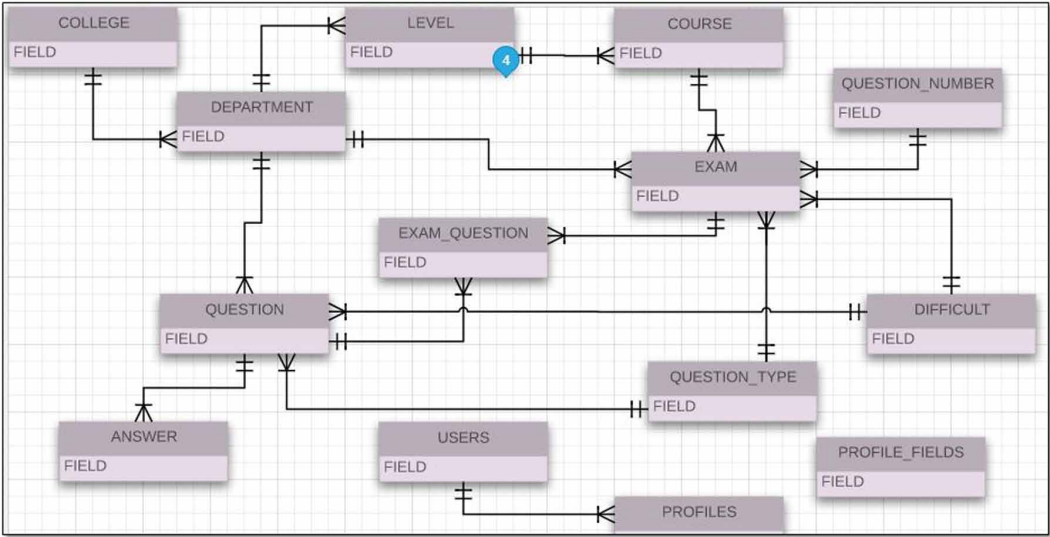 COLLEGE
FIELD
LEVEL
FIELD
4
COURSE
FIELD
QUESTION_NUMBER
FIELD
DEPARTMENT
FIELD
EXAM
FIELD
EXAM_QUESTION
FIELD
QUESTION
FIELD
DIFFICULT
FIELD
QUESTION_TYPE
FIELD
ANSWER
FIELD
USERS
FIELD
PROFILE_FIELDS
FIELD
PROFILES